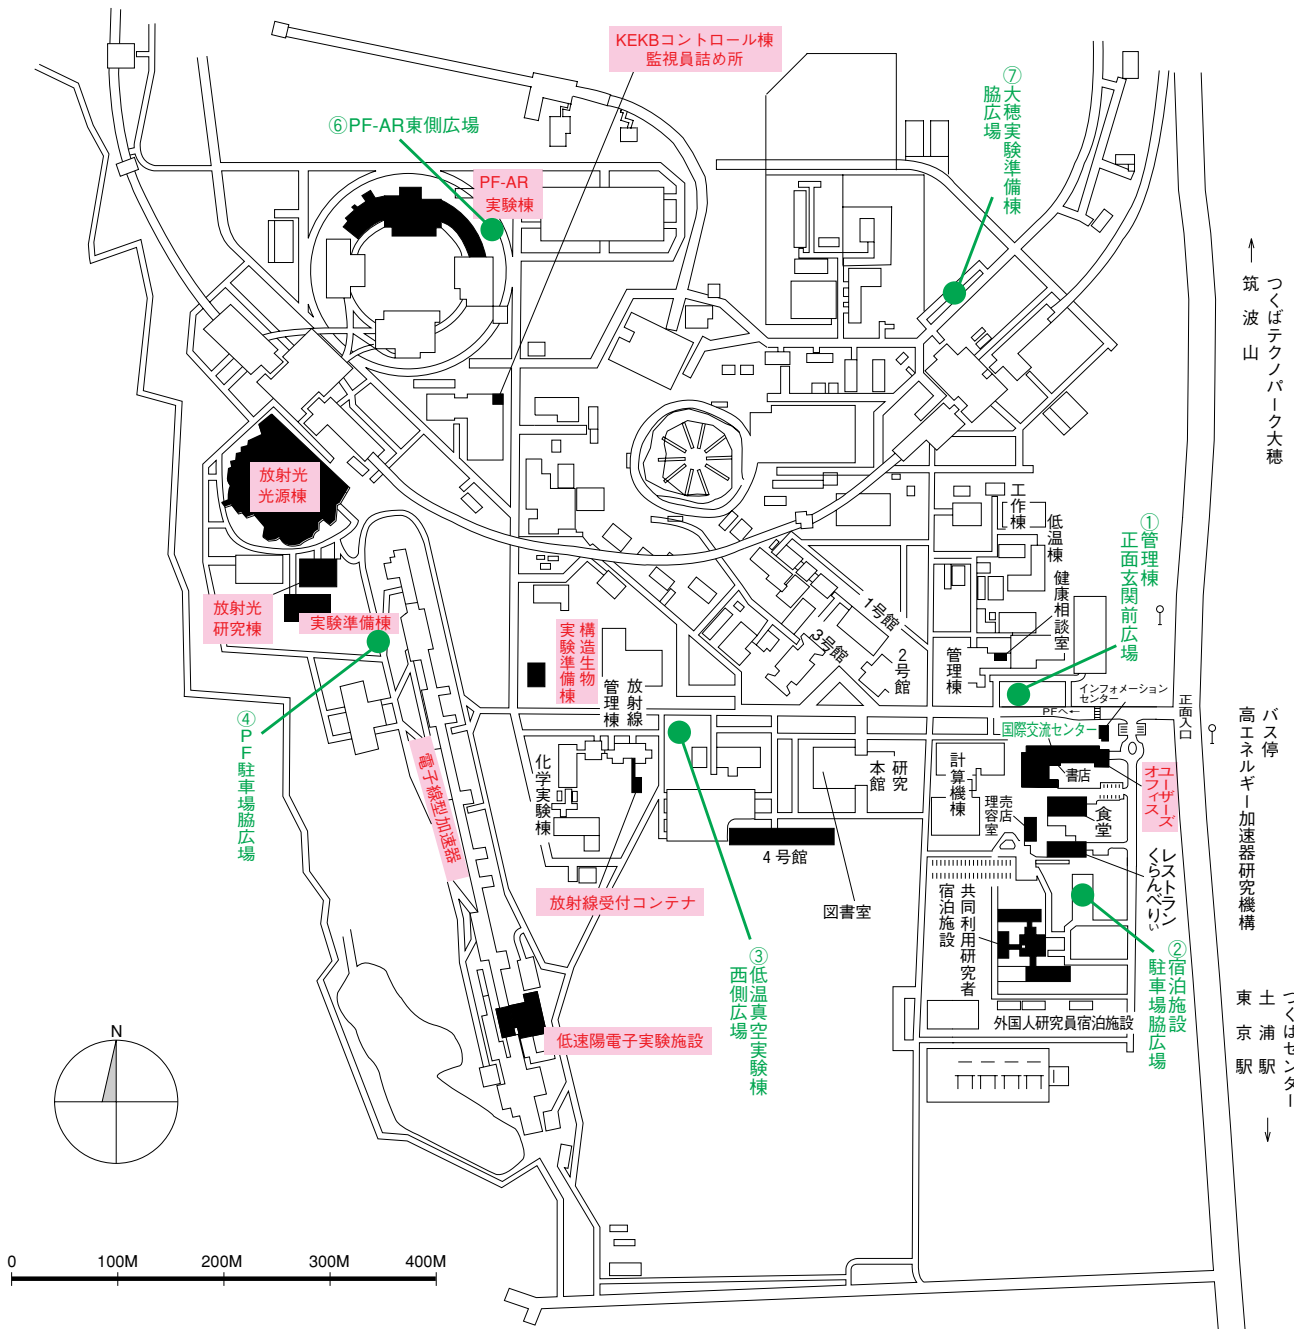 KEKBコントロール棟
監視員詰め所
⑦大穂実験準備棟
脇広場
⑥PF-AR東側広場
PF-AR
実験棟
つくばテクノパーク大穂
筑波山
放射光
光源棟
工作棟
低温棟
健康相談室
①管理棟
正面玄関前広場
放射光
研究棟
実験準備棟
構造生物
実験準備棟
放射線
管理棟
1号館
3号館
2号館
管理棟
インフォメーション
センター
PFへ←
正面入口
国際交流センター
書店
ユーザーズ
オフィス
バス停
高エネルギー加速器研究機構
④PF駐車場脇広場
電子線型加速器
化学実験棟
研究
本館
計算機棟
売店
理容室
食堂
レストラン
くらんべりぃ
4号館
図書室
放射線受付コンテナ
共同利用研究者
宿泊施設
③低温真空実験棟
西側広場
②宿泊施設
駐車場脇広場
外国人研究員宿泊施設
低速陽電子実験施設
つくばセンター
土浦駅
東京駅
N
0 100M 200M 300M 400M